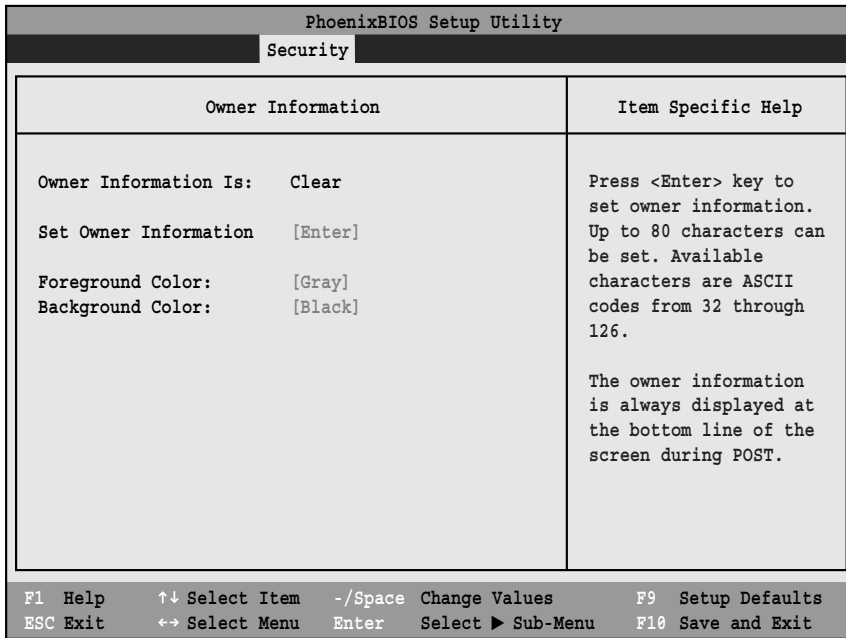 PhoenixBIOS Setup Utility
Security
Owner Information
Owner Information Is: Clear
Set Owner Information [Enter]
Foreground Color: [Gray]
Background Color: [Black]
Item Specific Help
Press <Enter> key to
set owner information.
Up to 80 characters can
be set. Available
characters are ASCII
codes from 32 through
126.
The owner information
is always displayed at
the bottom line of the
screen during POST.
F1 Help ↑↓ Select Item -/Space Change Values F9 Setup Defaults
ESC Exit ←→ Select Menu Enter Select ▶ Sub-Menu F10 Save and Exit